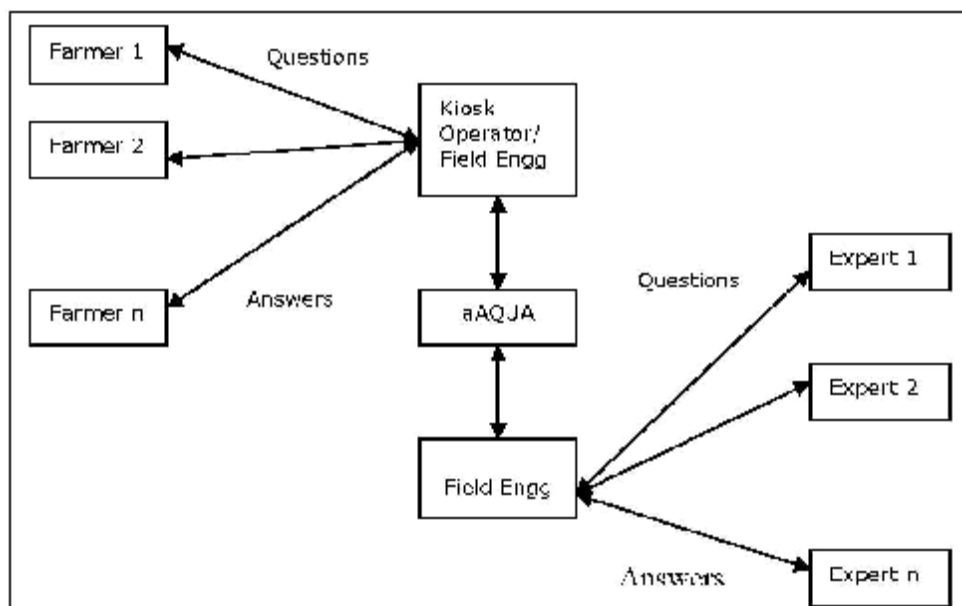 Farmer 1
Questions
Farmer 2
Kiosk
Operator/
Field Engg
Farmer n
Answers
aAQUA
Questions
Expert 1
Expert 2
Field Engg
Answers
Expert n